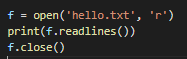 f = open('hello.txt', 'r')
print(f.readlines())
f.close()